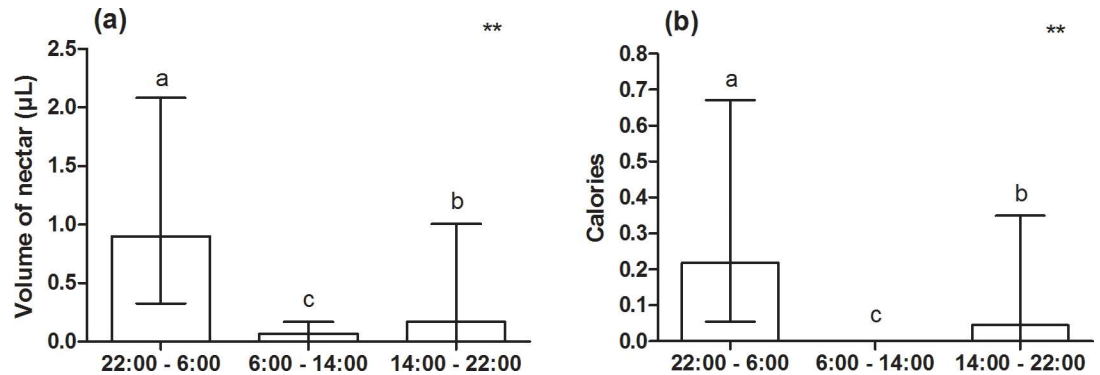 (a)
**
Volume of nectar (µL)
2.5
2.0
1.5
1.0
0.5
0.0
a
c
b
22:00 - 6:00
6:00 - 14:00
14:00 - 22:00
(b)
**
Calories
0.8
0.7
0.6
0.5
0.4
0.3
0.2
0.1
0.0
a
c
b
22:00 - 6:00
6:00 - 14:00
14:00 - 22:00